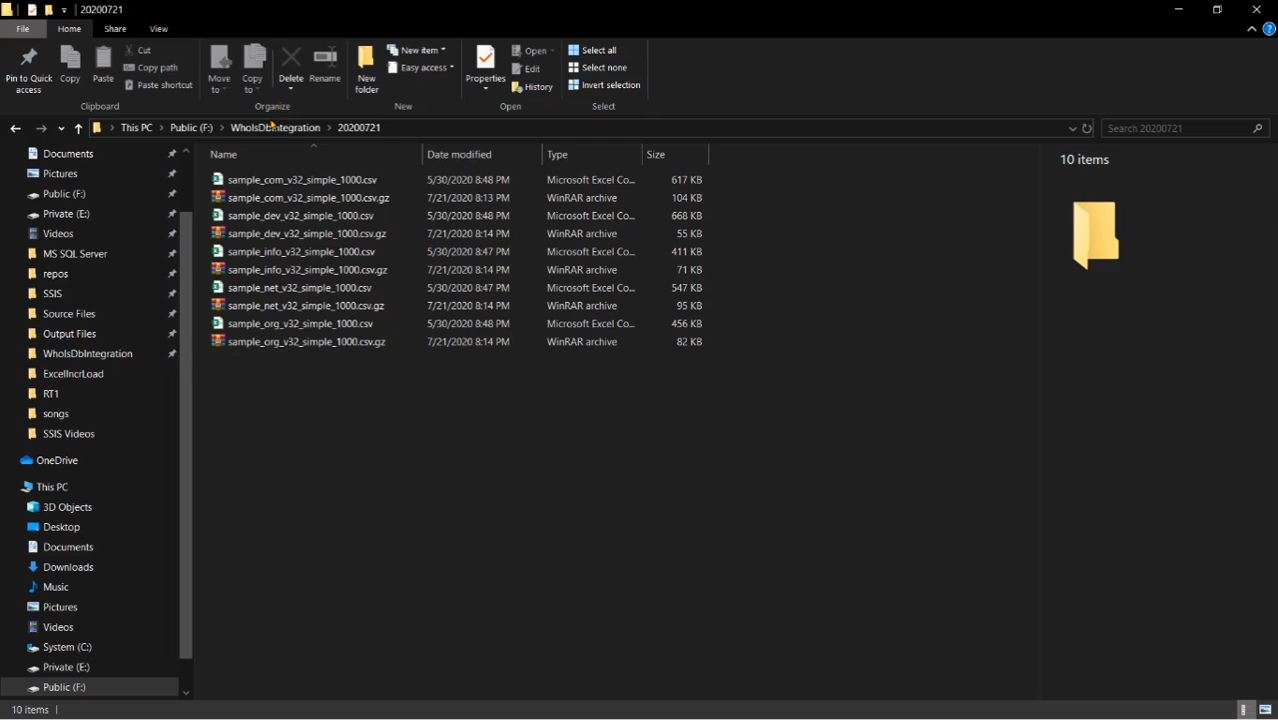 20200721
File Home Share View
Pin to Quick access
Copy
Paste
Cut
Copy path
Paste shortcut
Clipboard
Move to
Copy to
Delete
Rename
Organize
New folder
New item
Easy access
New
Properties
Open
Edit
History
Open
Select all
Select none
Invert selection
Select
This PC Public (F:) WhoIsDbIntegration 20200721
Search 20200721
Documents
Pictures
Public (F:)
Private (E:)
Videos
MS SQL Server
repos
SSIS
Source Files
Output Files
WhoIsDbIntegration
ExcelIncrLoad
RT1
songs
SSIS Videos
OneDrive
This PC
3D Objects
Desktop
Documents
Downloads
Music
Pictures
Videos
System (C:)
Private (E:)
Public (F:)
Name Date modified Type Size
sample_com_v32_simple_1000.csv 5/30/2020 8:48 PM Microsoft Excel Co... 617 KB
sample_com_v32_simple_1000.csv.gz 7/21/2020 8:13 PM WinRAR archive 104 KB
sample_dev_v32_simple_1000.csv 5/30/2020 8:48 PM Microsoft Excel Co... 668 KB
sample_dev_v32_simple_1000.csv.gz 7/21/2020 8:14 PM WinRAR archive 55 KB
sample_info_v32_simple_1000.csv 5/30/2020 8:47 PM Microsoft Excel Co... 411 KB
sample_info_v32_simple_1000.csv.gz 7/21/2020 8:14 PM WinRAR archive 71 KB
sample_net_v32_simple_1000.csv 5/30/2020 8:47 PM Microsoft Excel Co... 547 KB
sample_net_v32_simple_1000.csv.gz 7/21/2020 8:14 PM WinRAR archive 95 KB
sample_org_v32_simple_1000.csv 5/30/2020 8:48 PM Microsoft Excel Co... 456 KB
sample_org_v32_simple_1000.csv.gz 7/21/2020 8:14 PM WinRAR archive 82 KB
10 items
10 items